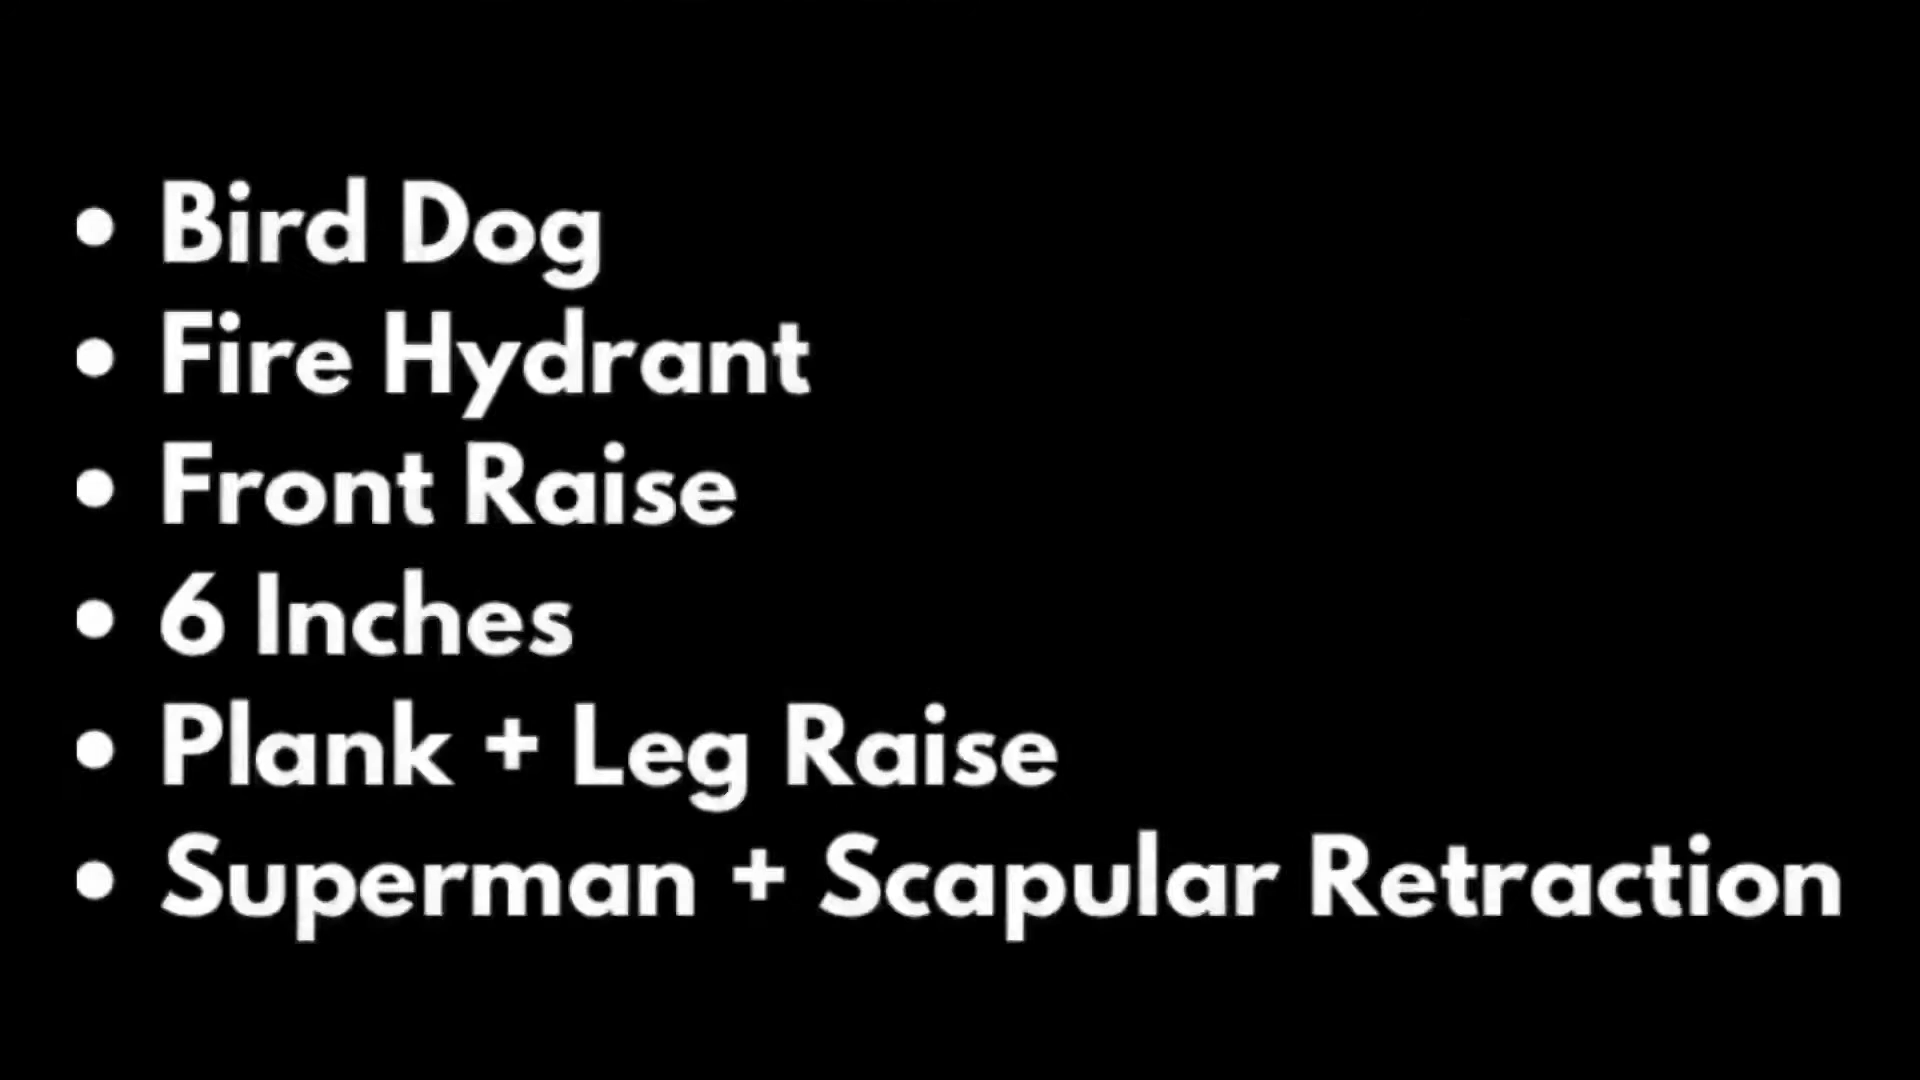 • Bird Dog
• Fire Hydrant
• Front Raise
• 6 Inches
• Plank + Leg Raise
• Superman + Scapular Retraction